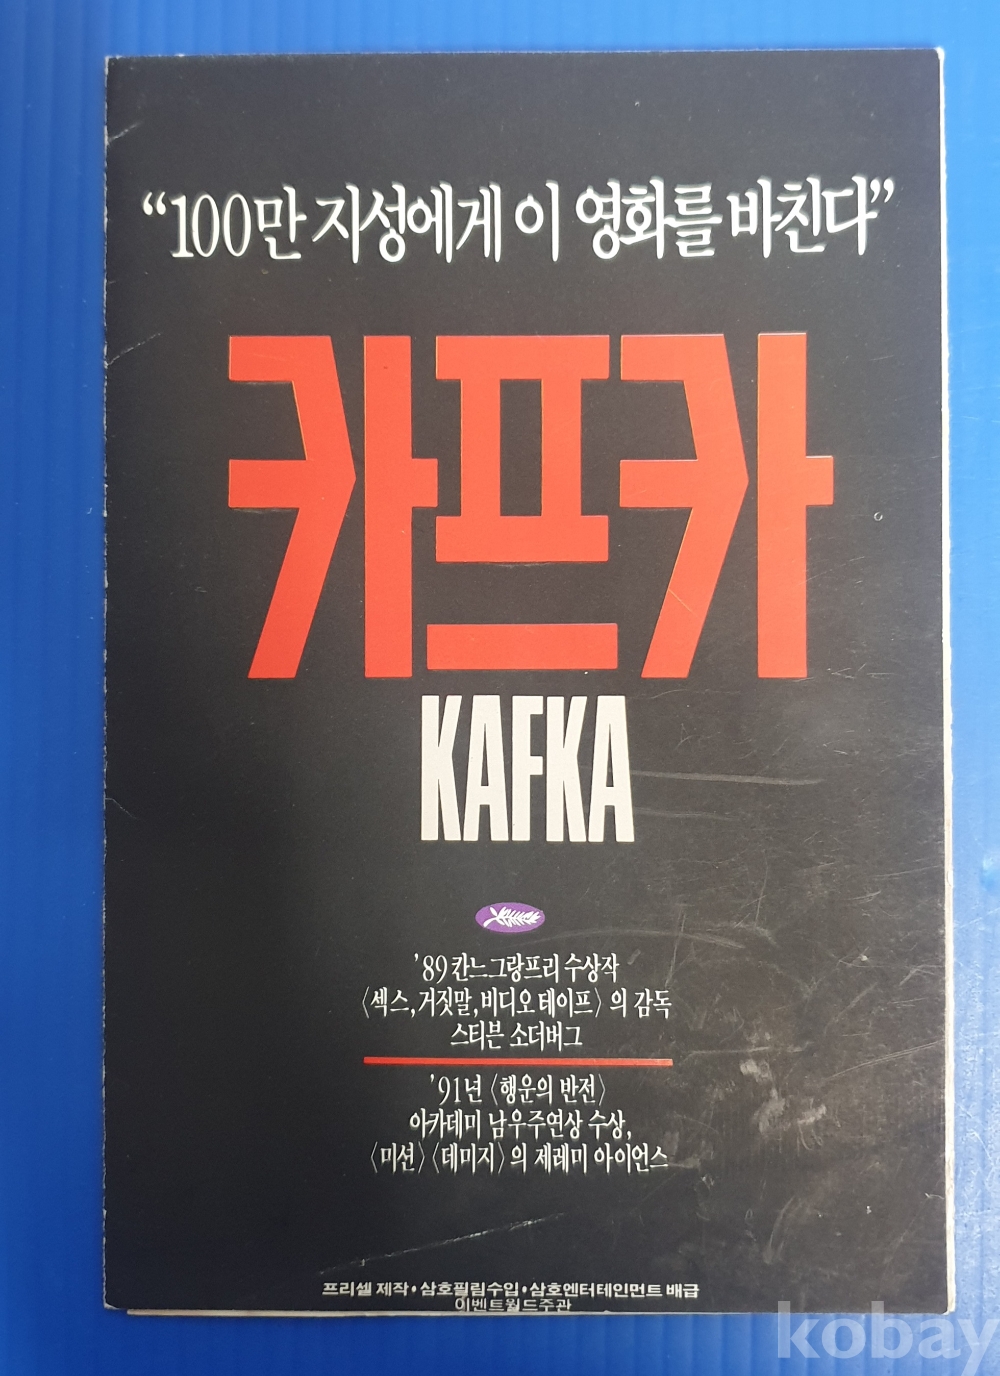 “100만 지성에게 이 영화를 바친다”
카프카
KAFKA
'89 칸느 그랑프리 수상작
〈섹스, 거짓말, 비디오 테이프〉의 감독
스티븐 소더버그
'91년 〈행운의 반전〉
아카데미 남우주연상 수상,
〈미션〉 〈데미지〉의 제레미 아이언스
프리셀 제작•삼호필림수입•삼호엔터테인먼트 배급
이벤트월드주관
kobay